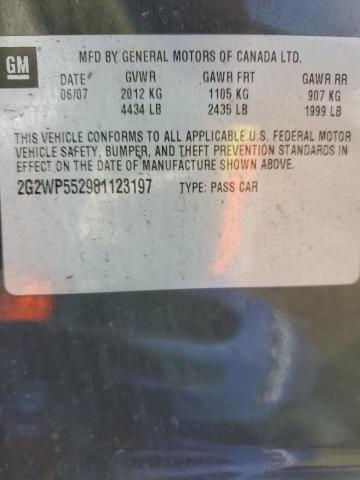 GM
MFD BY GENERAL MOTORS OF CANADA LTD.
DATE GVWR GAWR FRT GAWR RR
06/07 2012 KG 1105 KG 907 KG
4434 LB 2435 LB 1999 LB
THIS VEHICLE CONFORMS TO ALL APPLICABLE U.S. FEDERAL MOTOR
VEHICLE SAFETY, BUMPER, AND THEFT PREVENTION STANDARDS IN
EFFECT ON THE DATE OF MANUFACTURE SHOWN ABOVE.
2G2WP552981123197 TYPE: PASS CAR